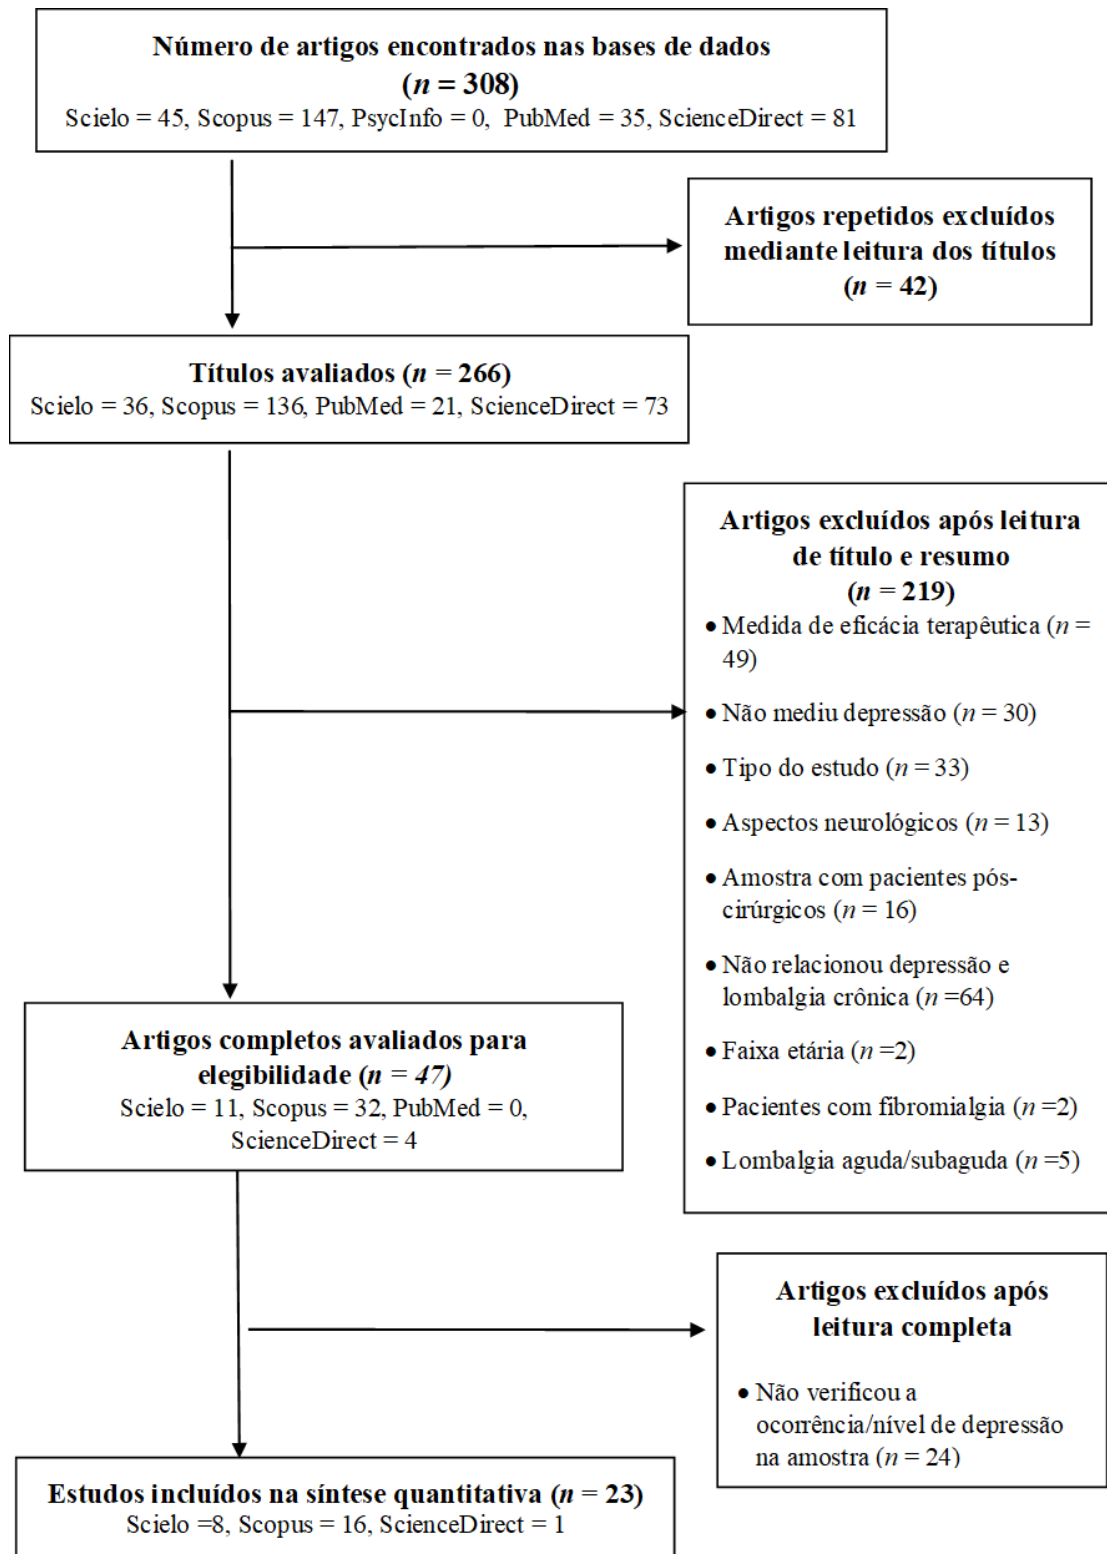 Número de artigos encontrados nas bases de dados
(n = 308)
Scielo = 45, Scopus = 147, PsycInfo = 0, PubMed = 35, ScienceDirect = 81
Artigos repetidos excluídos
mediante leitura dos títulos
(n = 42)
Títulos avaliados (n = 266)
Scielo = 36, Scopus = 136, PubMed = 21, ScienceDirect = 73
Artigos excluídos após leitura
de título e resumo
(n = 219)
• Medida de eficácia terapêutica (n =
49)
• Não mediu depressão (n = 30)
• Tipo do estudo (n = 33)
• Aspectos neurológicos (n = 13)
• Amostra com pacientes pós-
cirúrgicos (n = 16)
• Não relacionou depressão e
lombalgia crônica (n =64)
• Faixa etária (n =2)
• Pacientes com fibromialgia (n =2)
• Lombalgia aguda/subaguda (n =5)
Artigos completos avaliados para
elegibilidade (n = 47)
Scielo = 11, Scopus = 32, PubMed = 0,
ScienceDirect = 4
Artigos excluídos após
leitura completa
• Não verificou a
ocorrência/nível de depressão
na amostra (n = 24)
Estudos incluídos na síntese quantitativa (n = 23)
Scielo =8, Scopus = 16, ScienceDirect = 1